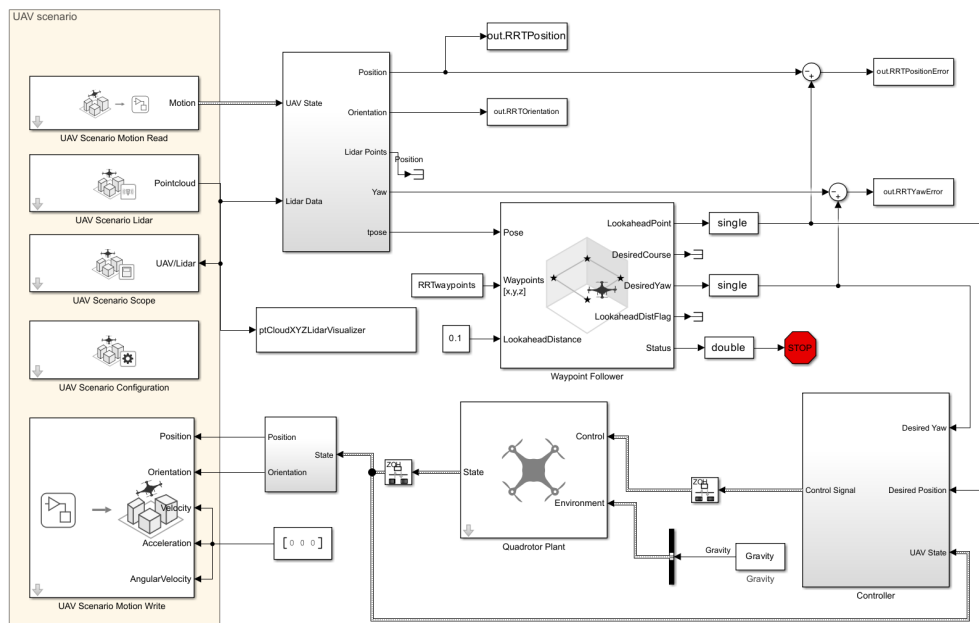 UAV scenario
Motion
UAV Scenario Motion Read
Pointcloud
UAV Scenario Lidar
UAV/Lidar
UAV Scenario Scope
UAV Scenario Configuration
ptCloudXYZLidarVisualizer
UAV State
Lidar Data
Position
Orientation
Lidar Points
Yaw
tpose
Position
out.RRTPosition
out.RRTOrientation
out.RRTPositionError
out.RRTYawError
RRTwaypoints
0.1
Pose
Waypoints
[x,y,z]
LookaheadDistance
LookaheadPoint
DesiredCourse
DesiredYaw
LookaheadDistFlag
Status
Waypoint Follower
single
single
double
STOP
Position
Orientation
Velocity
Acceleration
AngularVelocity
UAV Scenario Motion Write
Position
Orientation
State
[0 0 0]
ZOH
State
Control
Environment
Quadrotor Plant
ZOH
Gravity
Gravity
Gravity
Control Signal
Desired Yaw
Desired Position
UAV State
Controller